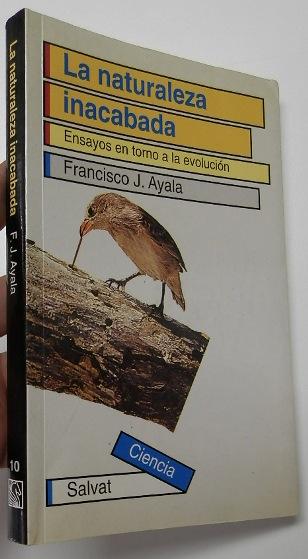 La naturaleza
inacabada
Ensayos en torno a la evolución
Francisco J. Ayala
Ciencia
Salvat
La naturaleza inacabada F. J. Ayala
10